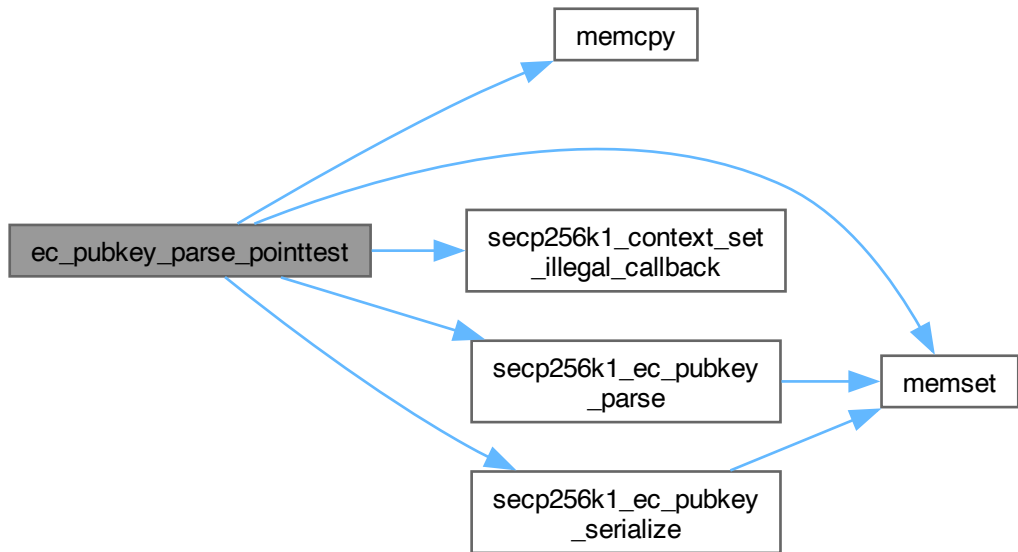 memcpy
ec_pubkey_parse_pointtest
secp256k1_context_set
_illegal_callback
secp256k1_ec_pubkey
_parse
memset
secp256k1_ec_pubkey
_serialize